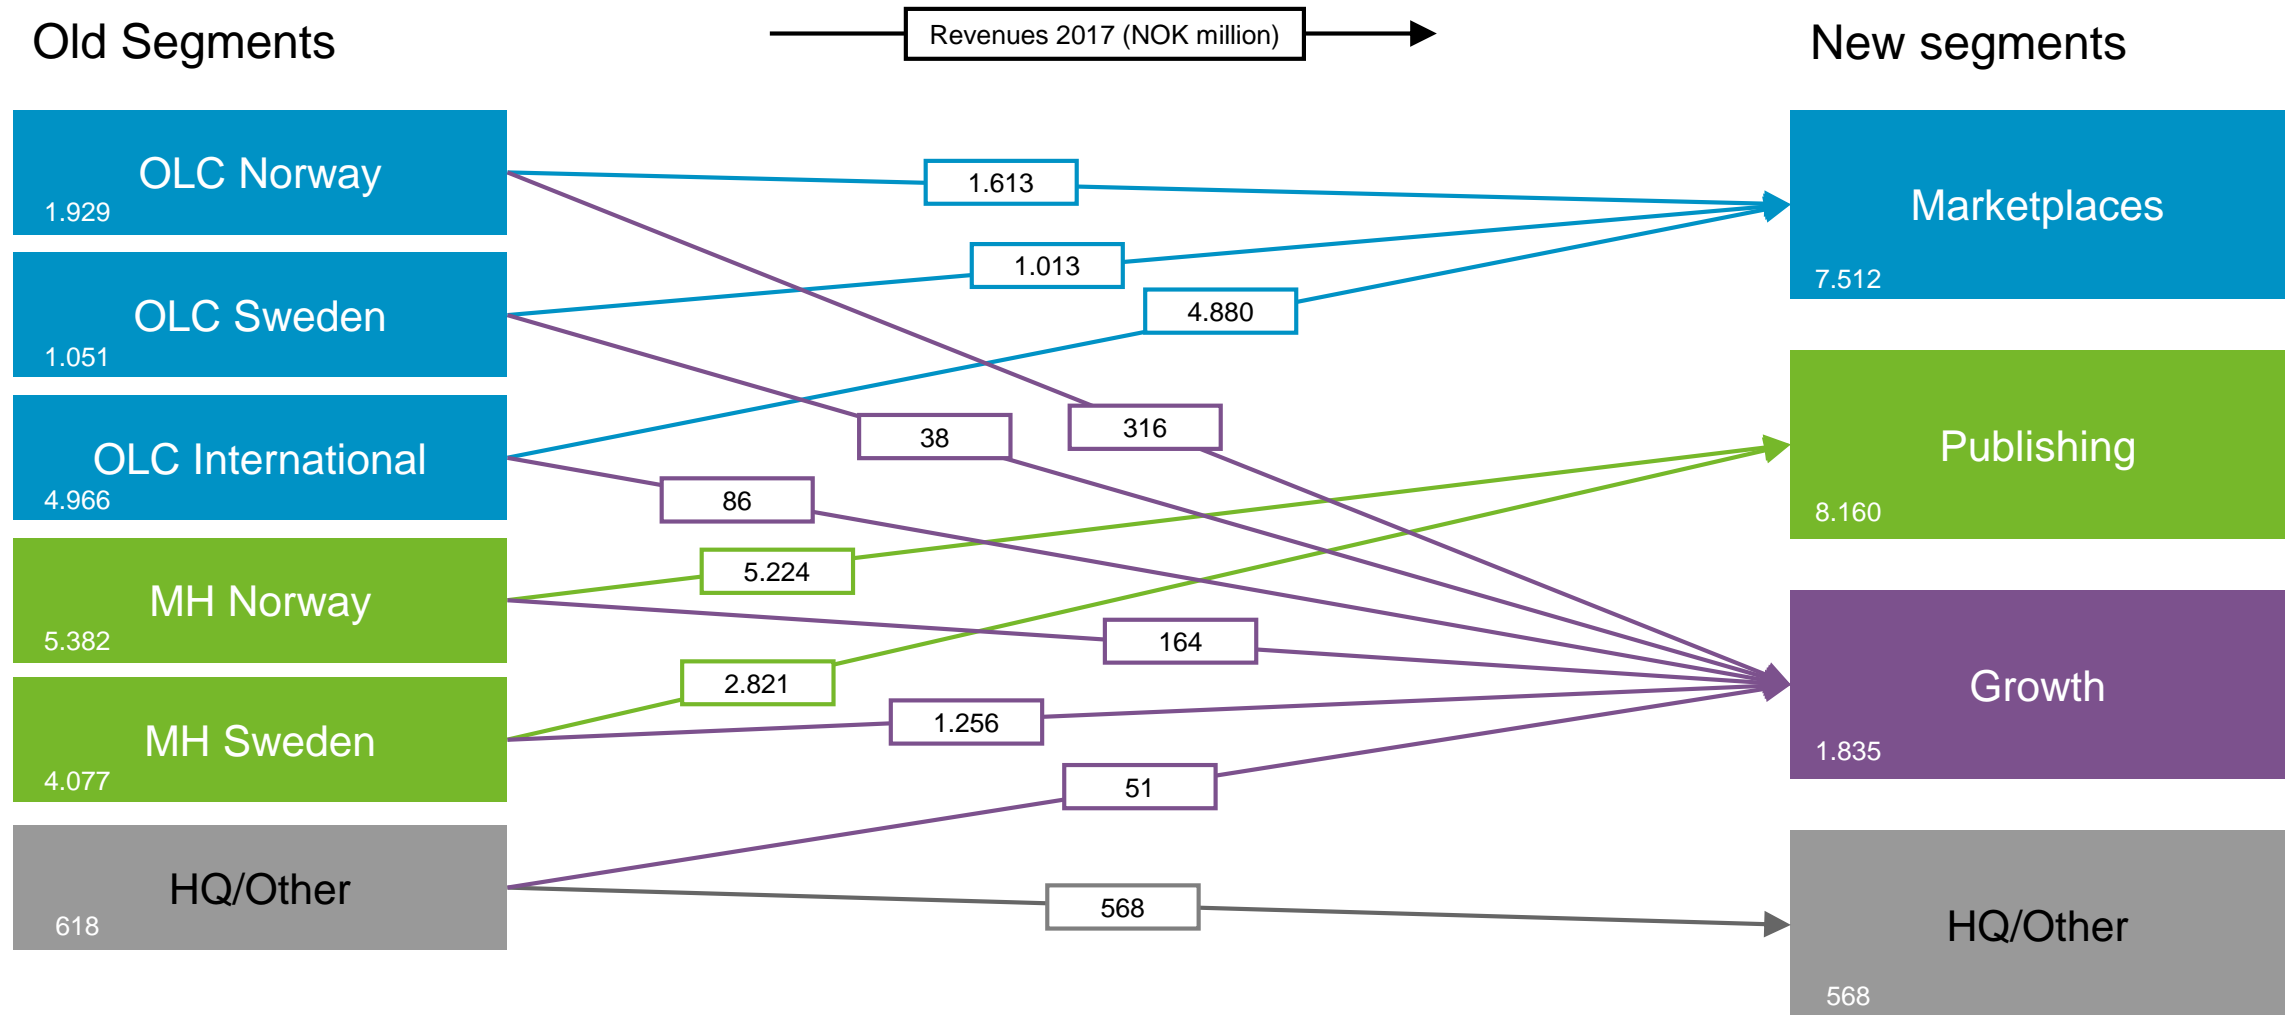 Old Segments
Revenues 2017 (NOK million)
New segments
OLC Norway
1.929
OLC Sweden
1.051
OLC International
4.966
MH Norway
5.382
MH Sweden
4.077
HQ/Other
618
1.613
1.013
4.880
38
316
86
5.224
164
2.821
1.256
51
568
Marketplaces
7.512
Publishing
8.160
Growth
1.835
HQ/Other
568